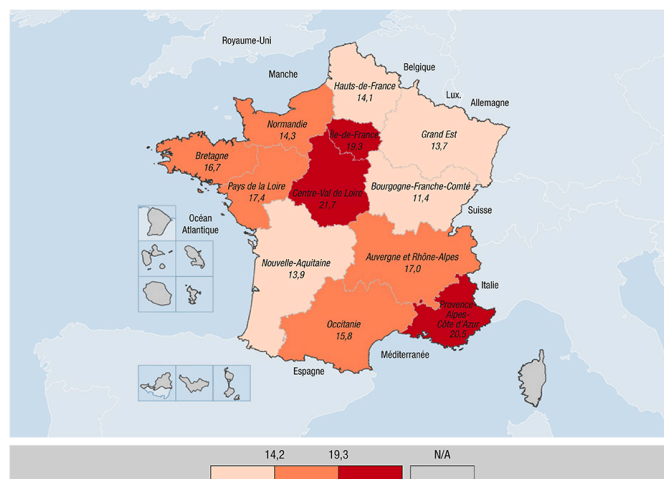 Royaume-Uni
Manche
Belgique
Hauts-de-France
14,1
Lux.
Allemagne
Normandie
14,3
Île-de-France
19,3
Grand Est
13,7
Bretagne
16,7
Pays de la Loire
17,4
Centre-Val de Loire
21,7
Bourgogne-Franche-Comté
11,4
Suisse
Océan
Atlantique
Nouvelle-Aquitaine
13,9
Auvergne et Rhône-Alpes
17,0
Italie
Provence-
Alpes-
Côte d'Azur
20,5
Occitanie
15,8
Méditerranée
Espagne
14,2
19,3
N/A